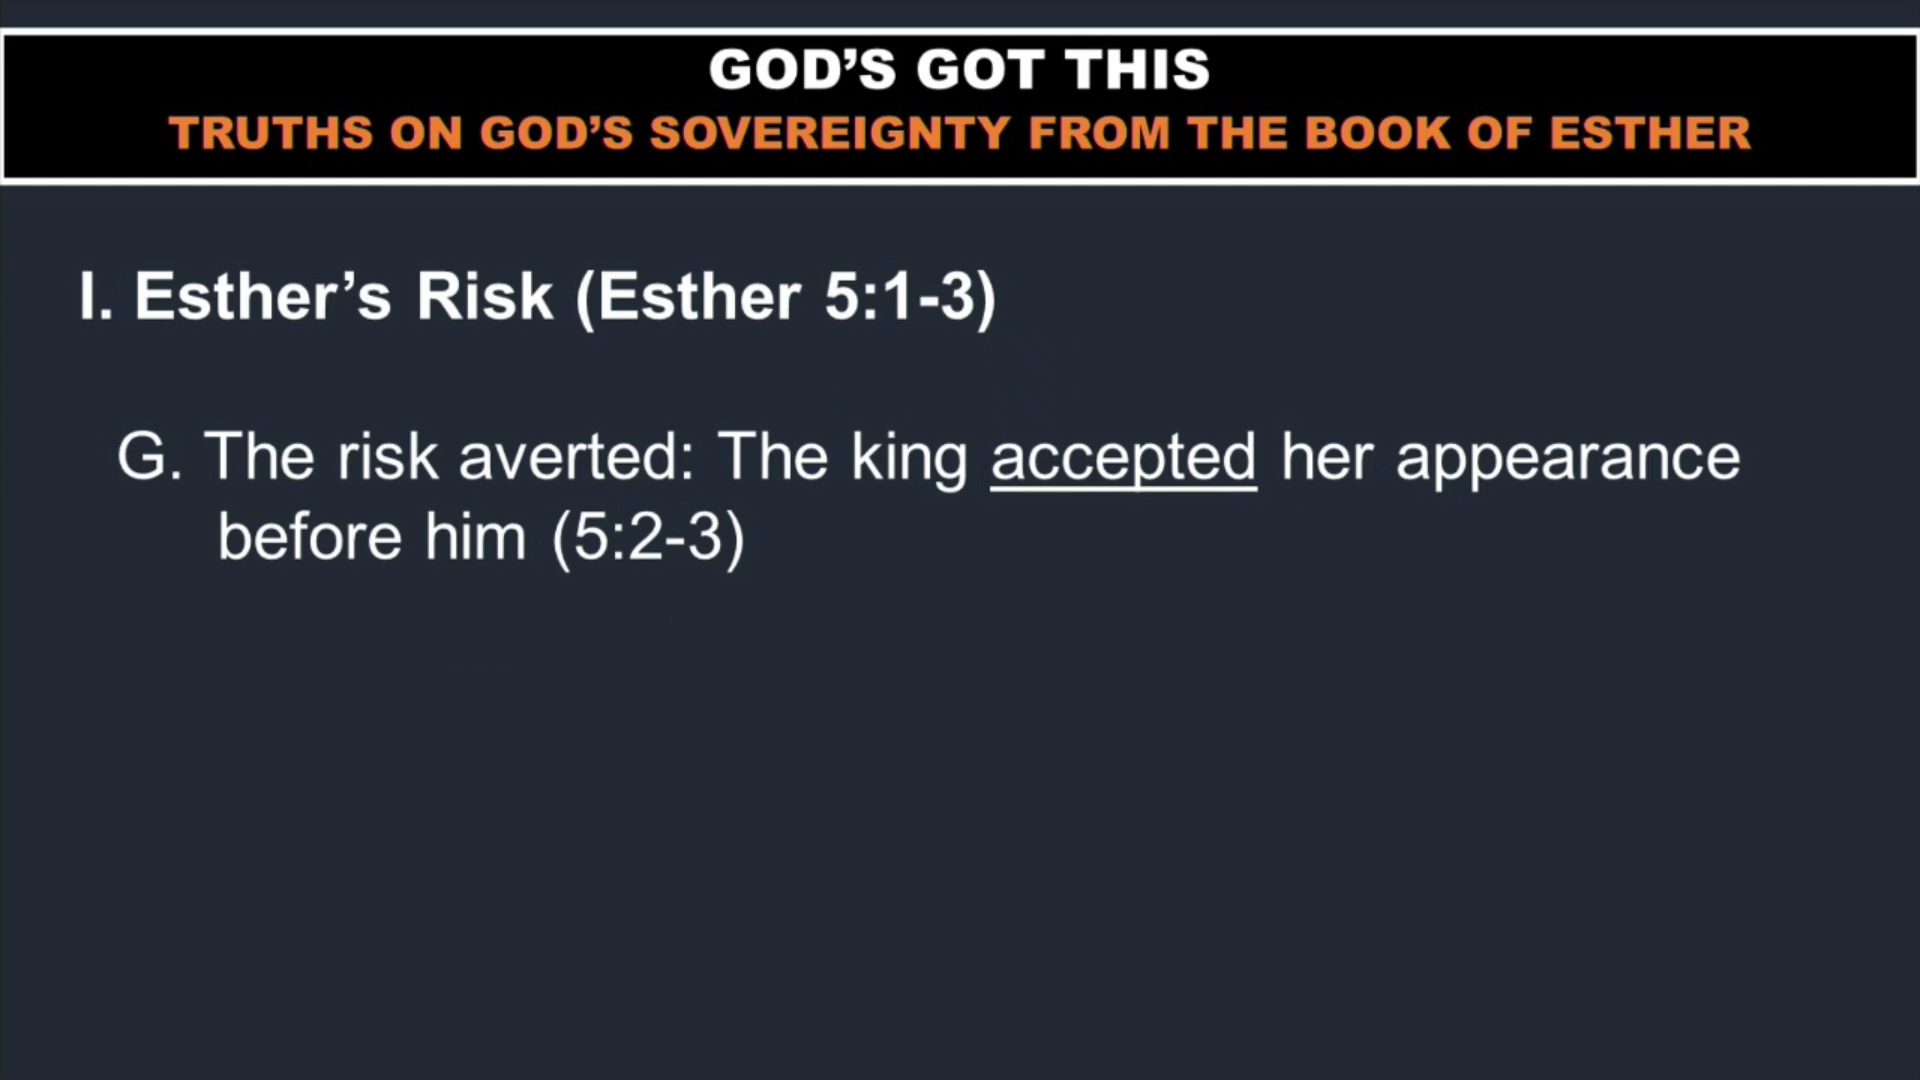 GOD’S GOT THIS
TRUTHS ON GOD’S SOVEREIGNTY FROM THE BOOK OF ESTHER
I. Esther’s Risk (Esther 5:1-3)
G. The risk averted: The king accepted her appearance
before him (5:2-3)